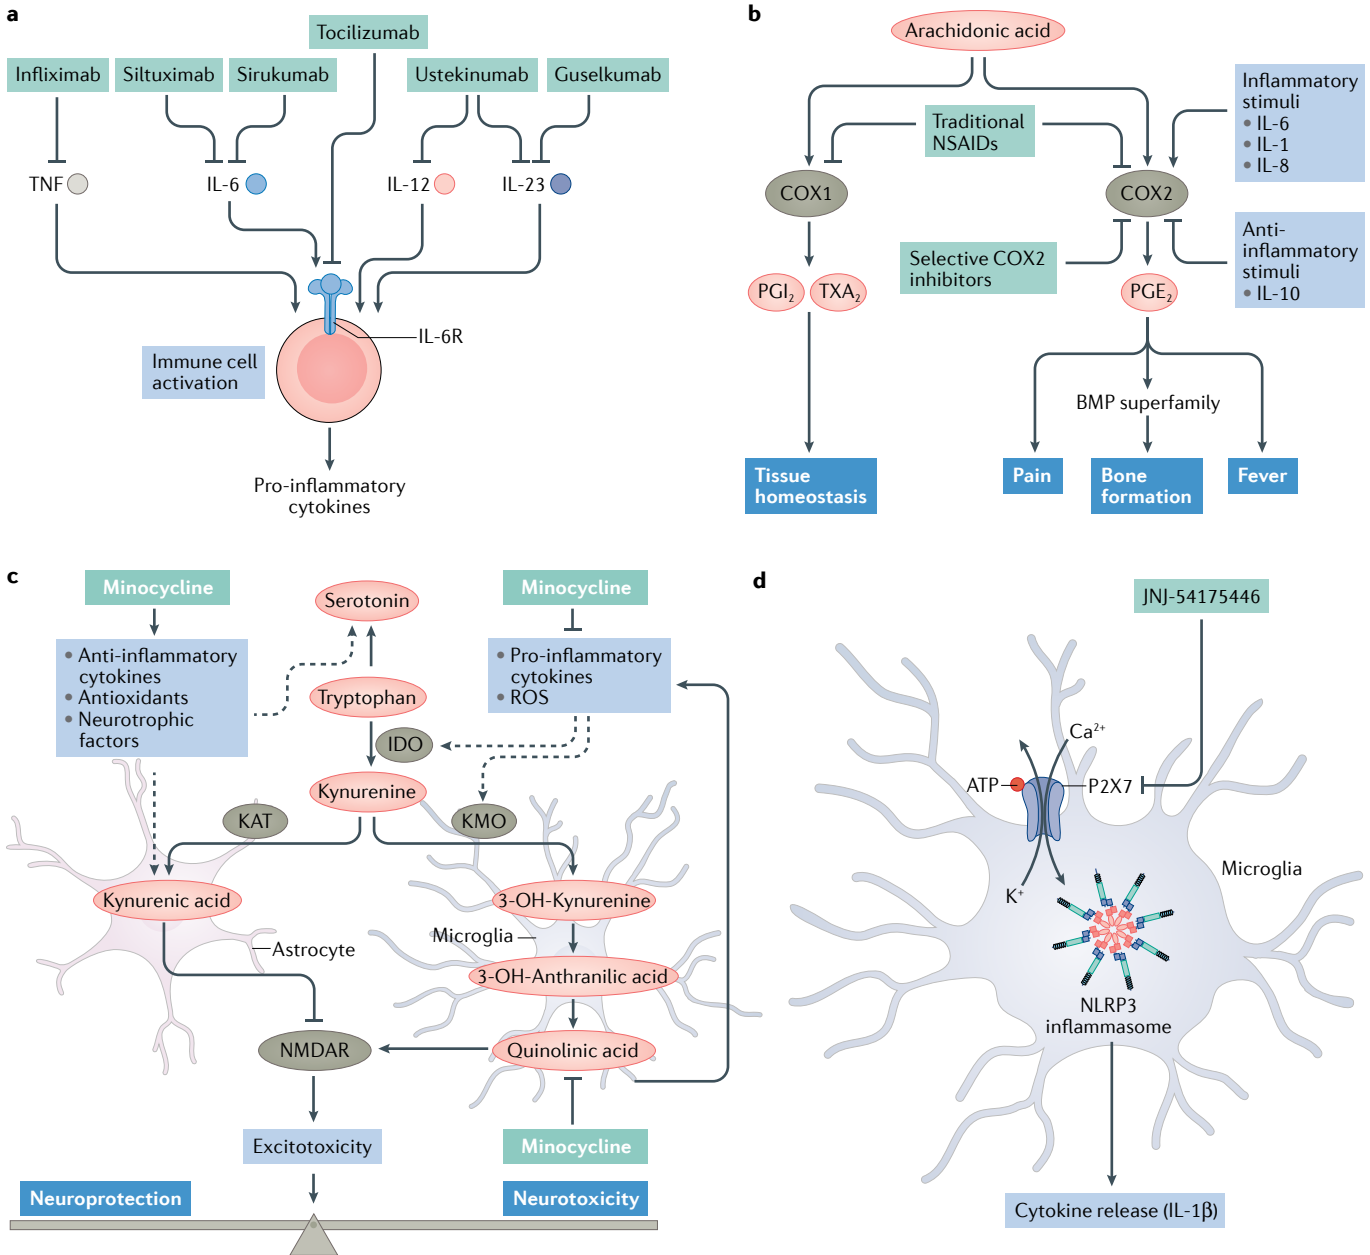 a
Tocilizumab
Infliximab
Siltuximab
Sirukumab
Ustekinumab
Guselkumab
TNF
IL-6
IL-12
IL-23
IL-6R
Immune cell
activation
Pro-inflammatory
cytokines
b
Arachidonic acid
Traditional
NSAIDs
Inflammatory
stimuli
• IL-6
• IL-1
• IL-8
COX1
COX2
Selective COX2
inhibitors
Anti-
inflammatory
stimuli
• IL-10
PGI₂
TXA₂
PGE₂
BMP superfamily
Tissue
homeostasis
Pain
Bone
formation
Fever
c
Minocycline
• Anti-inflammatory
cytokines
• Antioxidants
• Neurotrophic
factors
Serotonin
Tryptophan
IDO
Kynurenine
Minocycline
• Pro-inflammatory
cytokines
• ROS
KAT
KMO
Kynurenic acid
3-OH-Kynurenine
Microglia
Astrocyte
3-OH-Anthranilic acid
NMDAR
Quinolinic acid
Excitotoxicity
Minocycline
Neuroprotection
Neurotoxicity
d
JNJ-54175446
Ca²⁺
ATP
P2X7
K⁺
Microglia
NLRP3
inflammasome
Cytokine release (IL-1β)